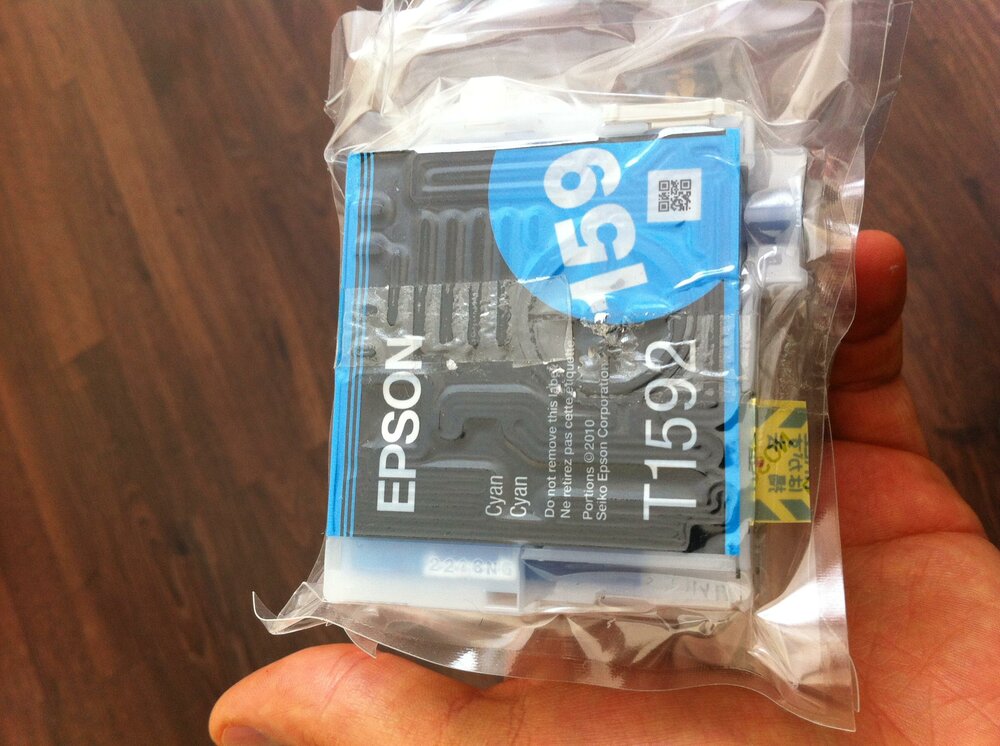 159
EPSON
Cyan
Cyan
Do not remove this label
Ne retirez pas cette étiquette
Portions © 2010
Seiko Epson Corporation
T1592